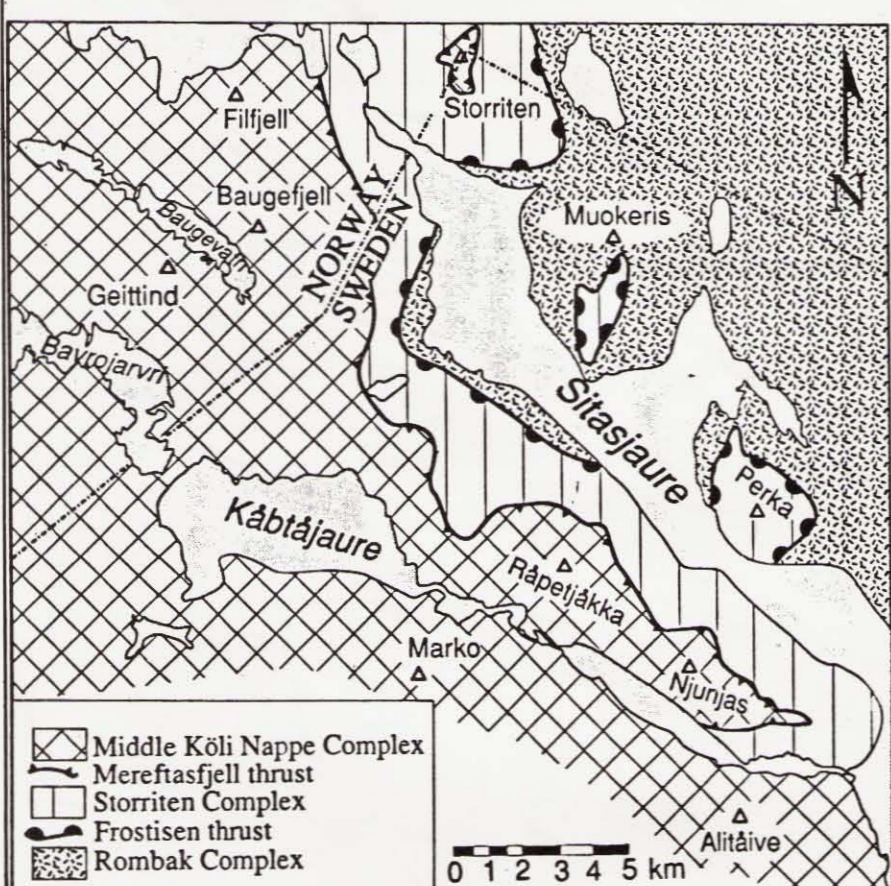 Storriten
Filfjell
Baugefjell
Baugevatn
Geittind
NORWAY
SWEDEN
Muokeris
N
Bavrojarvri
Sitasjaure
Perka
Kåbtåjaure
Råpetjåkka
Marko
Njunjas
Alitåive
Middle Köli Nappe Complex
Mereftasfjell thrust
Storriten Complex
Frostisen thrust
Rombak Complex
0 1 2 3 4 5 km